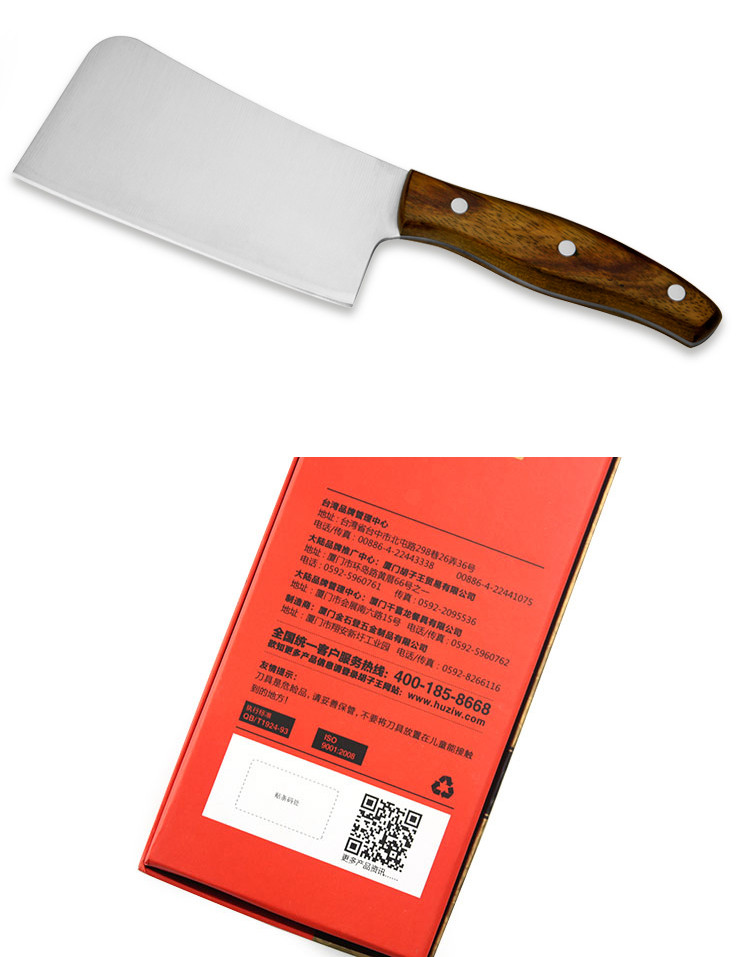 台湾品牌管理中心
地址：台湾省台中市北屯路298巷26弄36号
电话/传真：00886-4-22443338 00886-4-22441075
大陆品牌推广中心：厦门胡子王贸易有限公司
地址：厦门市环岛路黄厝66号之一
电话：0592-5960761 传真：0592-2095536
大陆品牌管理中心：厦门千喜龙餐具有限公司
地址：厦门市会展南六路15号 电话/传真：0592-5960762
制造商：厦门金石登五金制品有限公司
地址：厦门市翔安新圩工业园 电话/传真：0592-8266116
全国统一客户服务热线：400-185-8668
欲知更多产品信息请登录胡子王网站：www.huziw.com
友情提示：
刀具是危险品，请妥善保管，不要将刀具放置在儿童能接触
到的地方！
执行标准
QB/T1924-93
ISO
9001:2008
贴条码处
更多产品资讯......